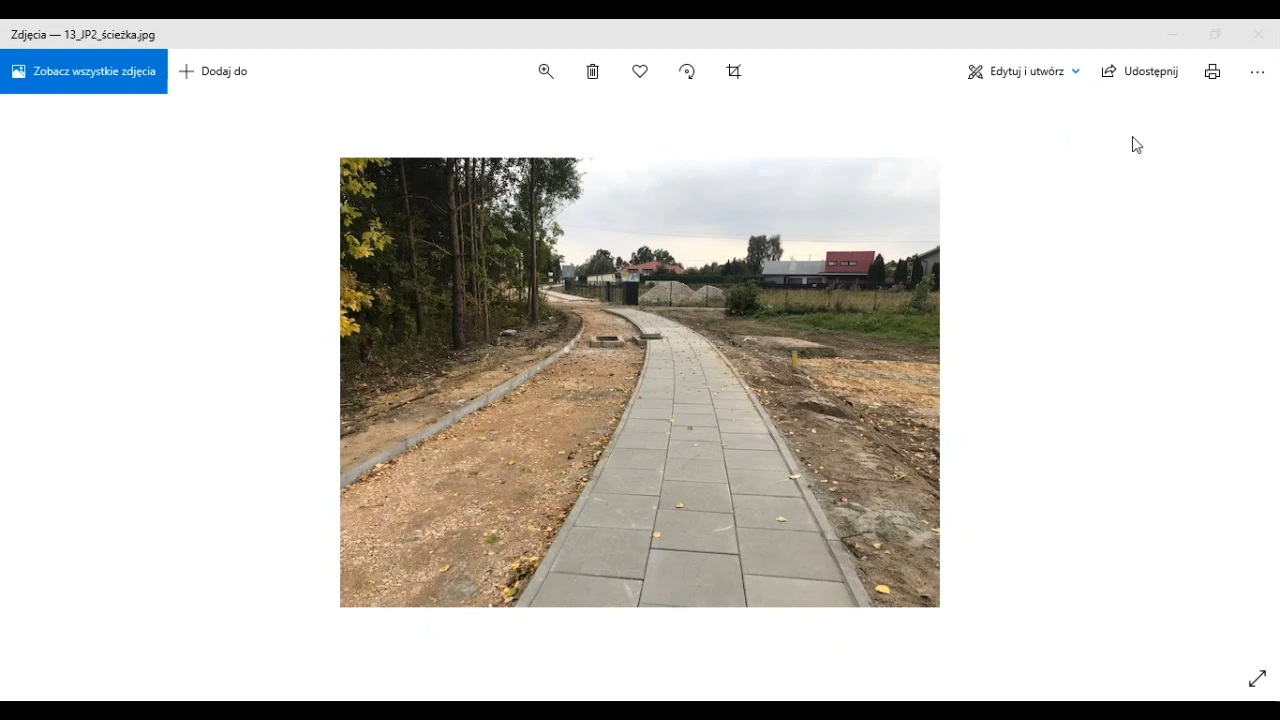 Zdjęcia — 13_JP2_ścieżka.jpg
Zobacz wszystkie zdjęcia
Dodaj do
Edytuj i utwórz
Udostępnij